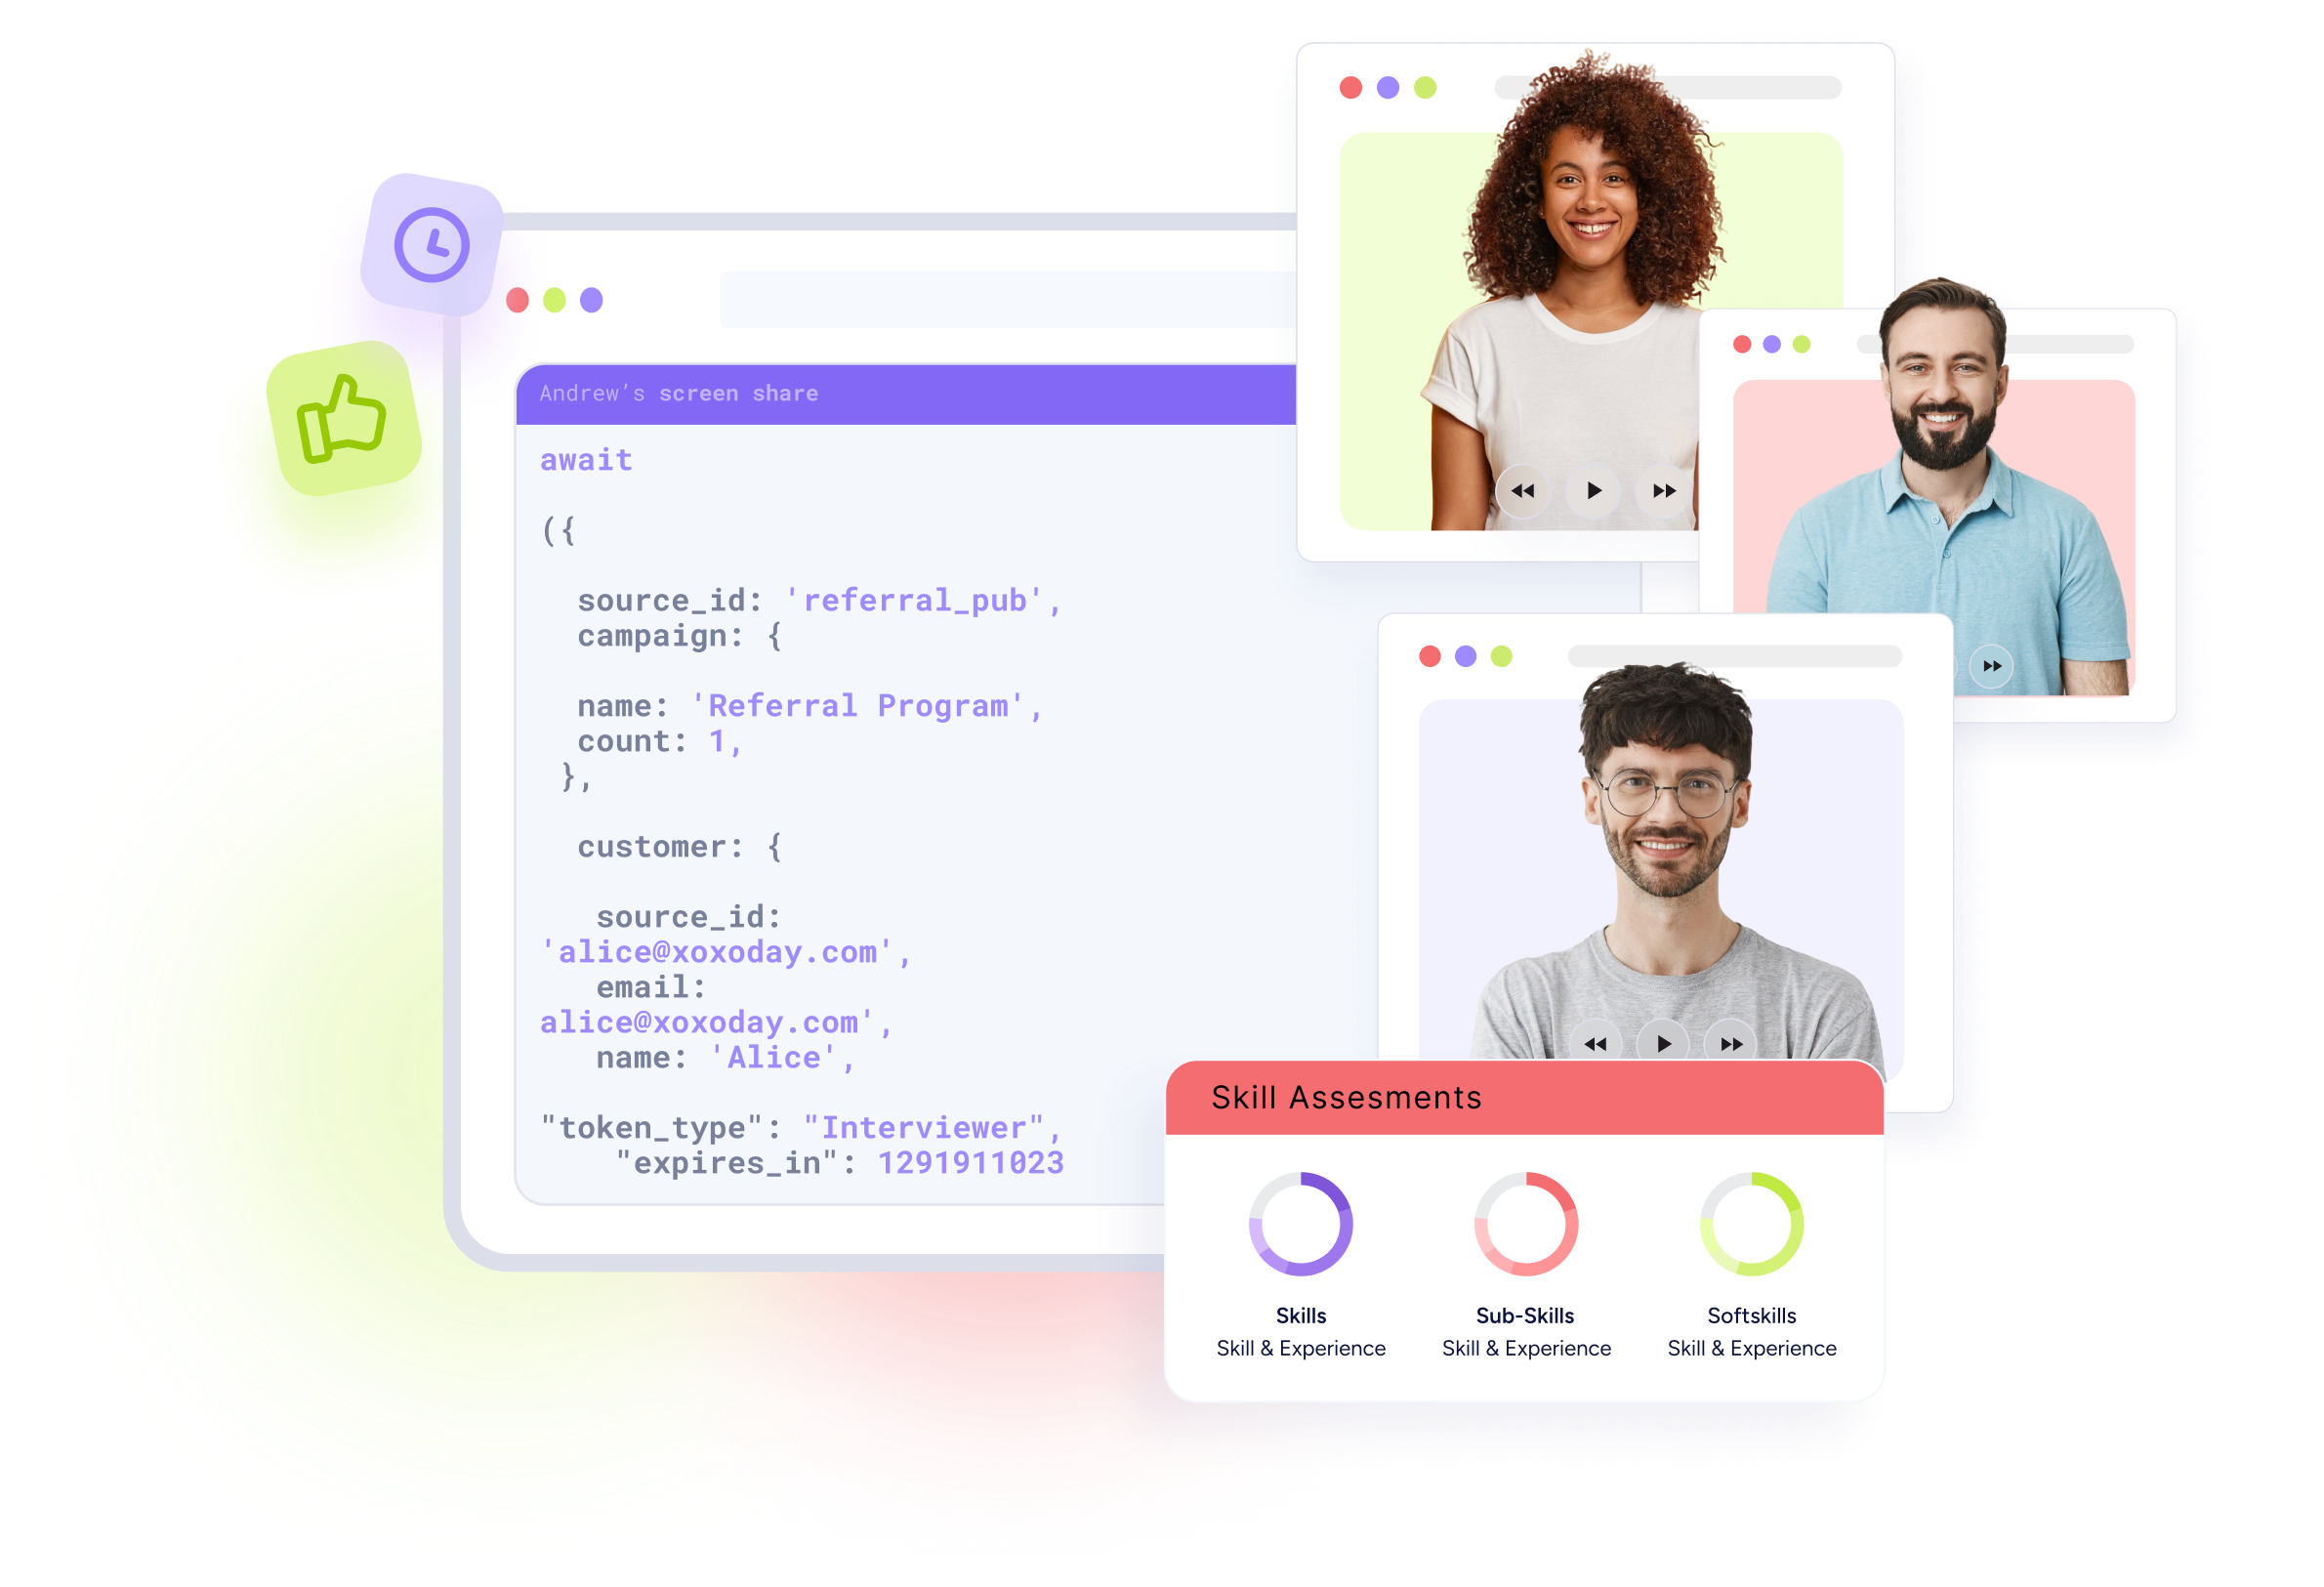 Andrew’s screen share
await
({
source_id: 'referral_pub',
campaign: {
name: 'Referral Program',
count: 1,
},
customer: {
source_id:
'alice@xoxoday.com',
email:
alice@xoxoday.com',
name: 'Alice',
"token_type": "Interviewer",
"expires_in": 1291911023
Skill Assesments
Skills
Skill & Experience
Sub-Skills
Skill & Experience
Softskills
Skill & Experience